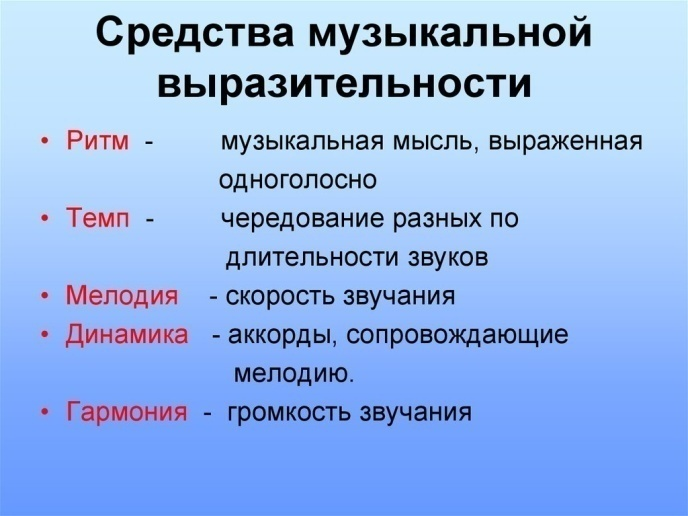 Средства музыкальной
выразительности
• Ритм - музыкальная мысль, выраженная
одноголосно
• Темп - чередование разных по
длительности звуков
• Мелодия - скорость звучания
• Динамика - аккорды, сопровождающие
мелодию.
• Гармония - громкость звучания